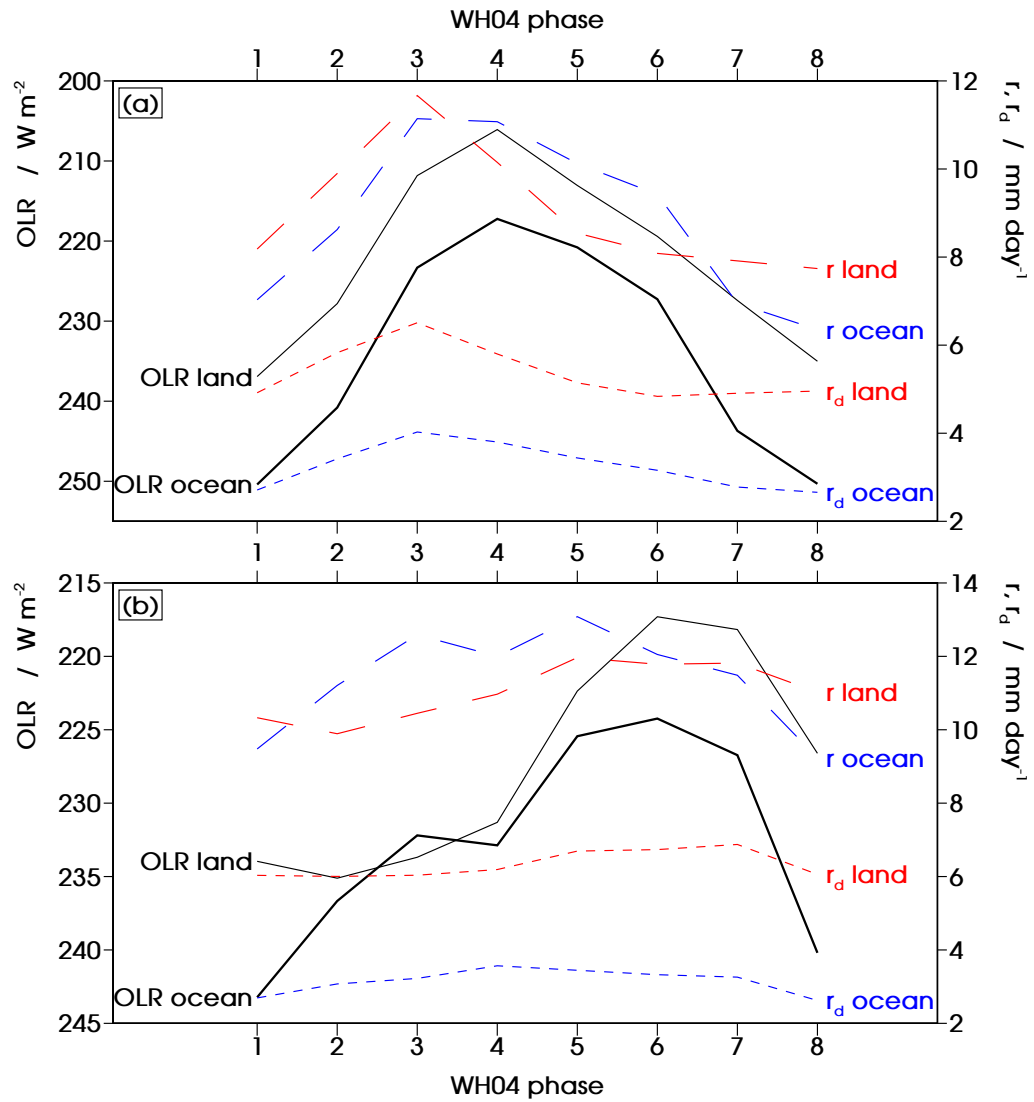 WH04 phase
1 2 3 4 5 6 7 8
(a)
OLR / W m-2
200
210
220
230
240
250
r, rd / mm day-1
12
10
8
6
4
2
r land
r ocean
OLR land
rd land
OLR ocean
rd ocean
1 2 3 4 5 6 7 8
(b)
OLR / W m-2
215
220
225
230
235
240
245
r, rd / mm day-1
14
12
10
8
6
4
2
r land
r ocean
OLR land
rd land
OLR ocean
rd ocean
1 2 3 4 5 6 7 8
WH04 phase